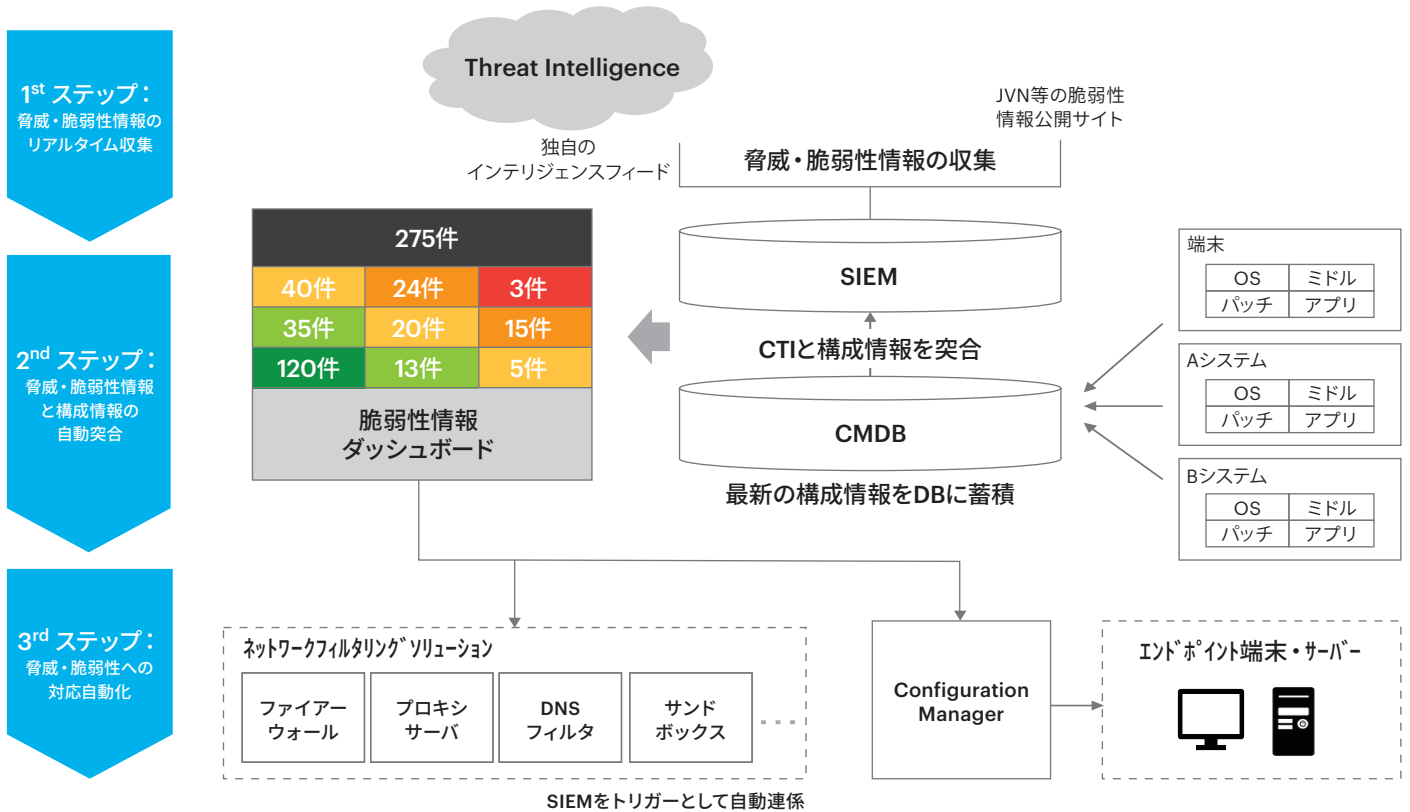 1st ステップ：
脅威・脆弱性情報の
リアルタイム収集
Threat Intelligence
独自の
インテリジェンスフィード
JVN等の脆弱性
情報公開サイト
脅威・脆弱性情報の収集
2nd ステップ：
脅威・脆弱性情報
と構成情報の
自動突合
275件
40件 24件 3件
35件 20件 15件
120件 13件 5件
脆弱性情報
ダッシュボード
SIEM
CTIと構成情報を突合
CMDB
最新の構成情報をDBに蓄積
端末
OS ミドル
パッチ アプリ
Aシステム
OS ミドル
パッチ アプリ
Bシステム
OS ミドル
パッチ アプリ
3rd ステップ：
脅威・脆弱性への
対応自動化
ﾈｯﾄﾜｰｸﾌｨﾙﾀﾘﾝｸﾞｿﾘｭｰｼｮﾝ
ファイアー
ウォール
プロキシ
サーバ
DNS
フィルタ
サンド
ボックス
SIEMをトリガーとして自動連係
Configuration
Manager
ｴﾝﾄﾞﾎﾟｲﾝﾄ端末・ｻｰﾊﾞｰ